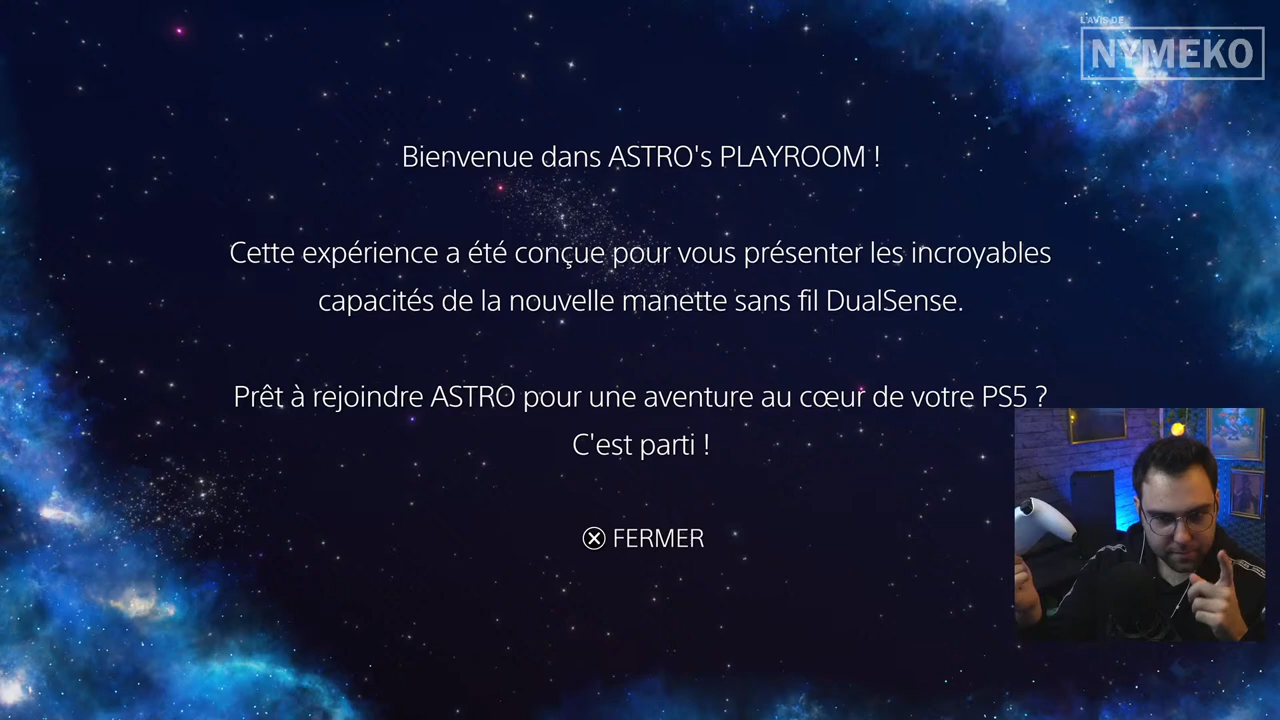 L'AVIS DE :
NYMEKO
Bienvenue dans ASTRO's PLAYROOM !
Cette expérience a été conçue pour vous présenter les incroyables
capacités de la nouvelle manette sans fil DualSense.
Prêt à rejoindre ASTRO pour une aventure au cœur de votre PS5 ?
C'est parti !
FERMER